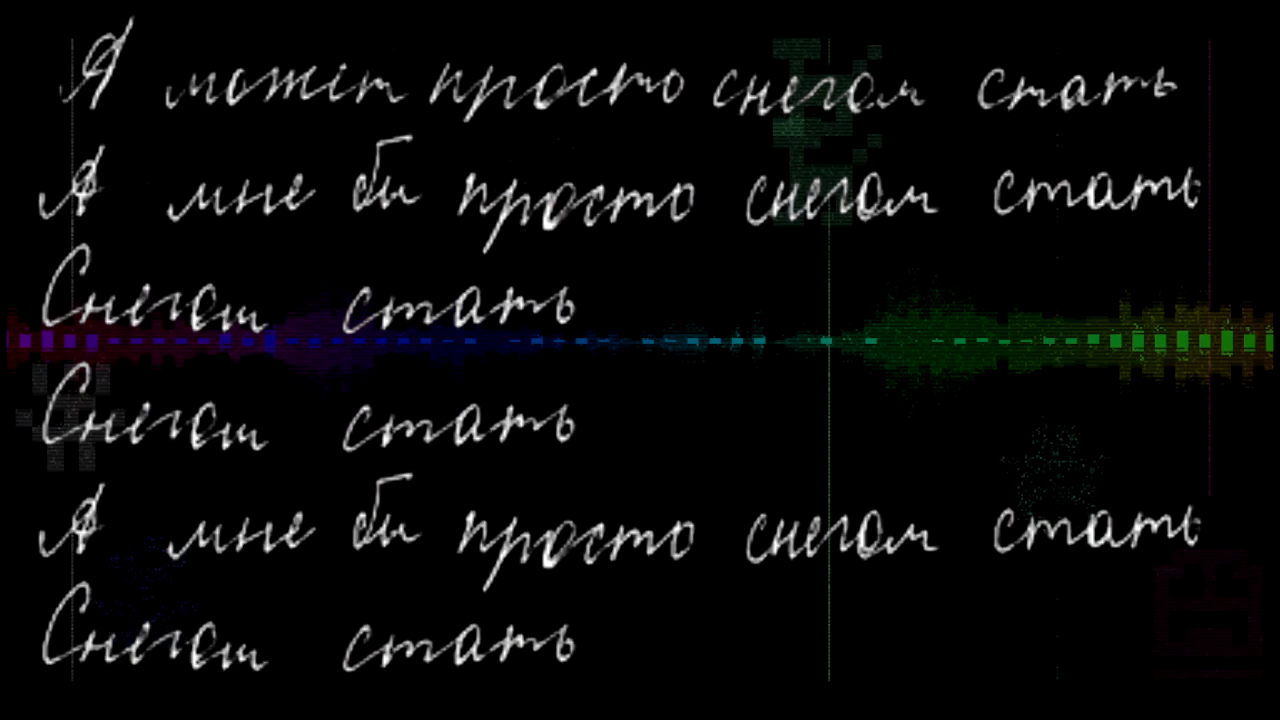 Я может просто снегом стать
А мне бы просто снегом стать
Снегом стать
Снегом стать
А мне бы просто снегом стать
Снегом стать